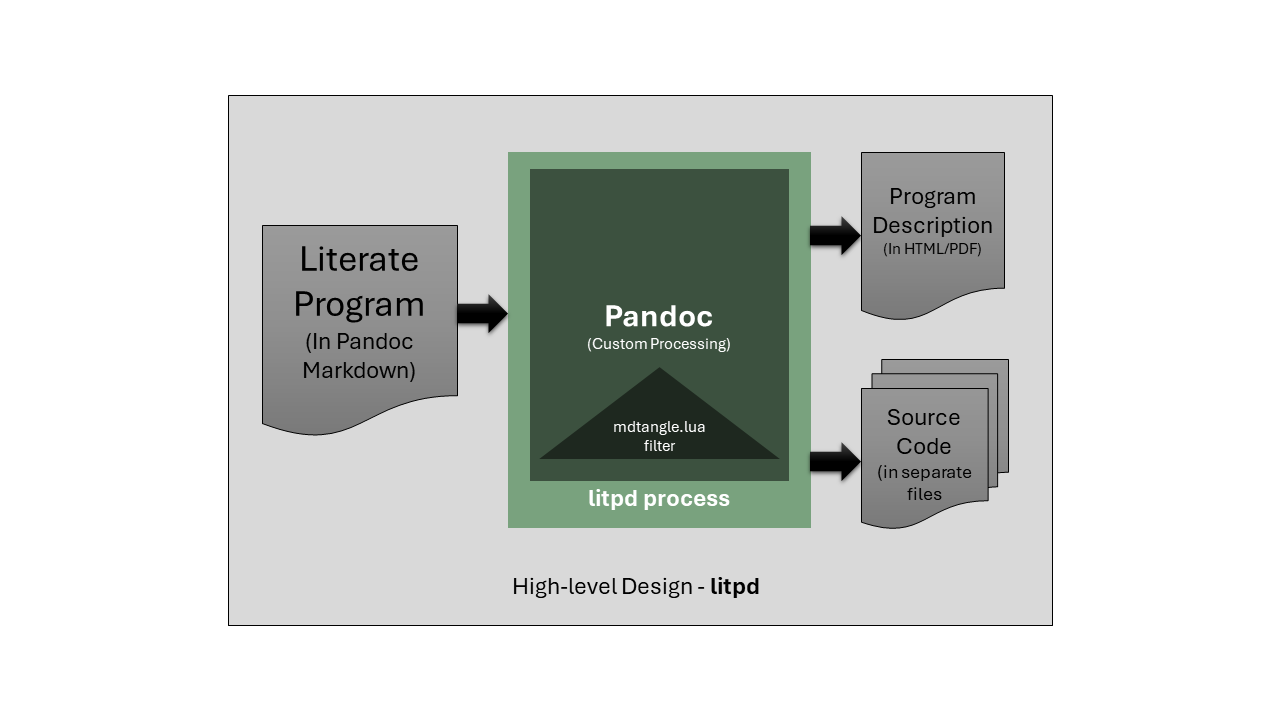 Literate
Program
(In Pandoc
Markdown)
Pandoc
(Custom Processing)
mdtangle.lua
filter
litpd process
Program
Description
(In HTML/PDF)
Source
Code
(in separate
files
High-level Design - litpd